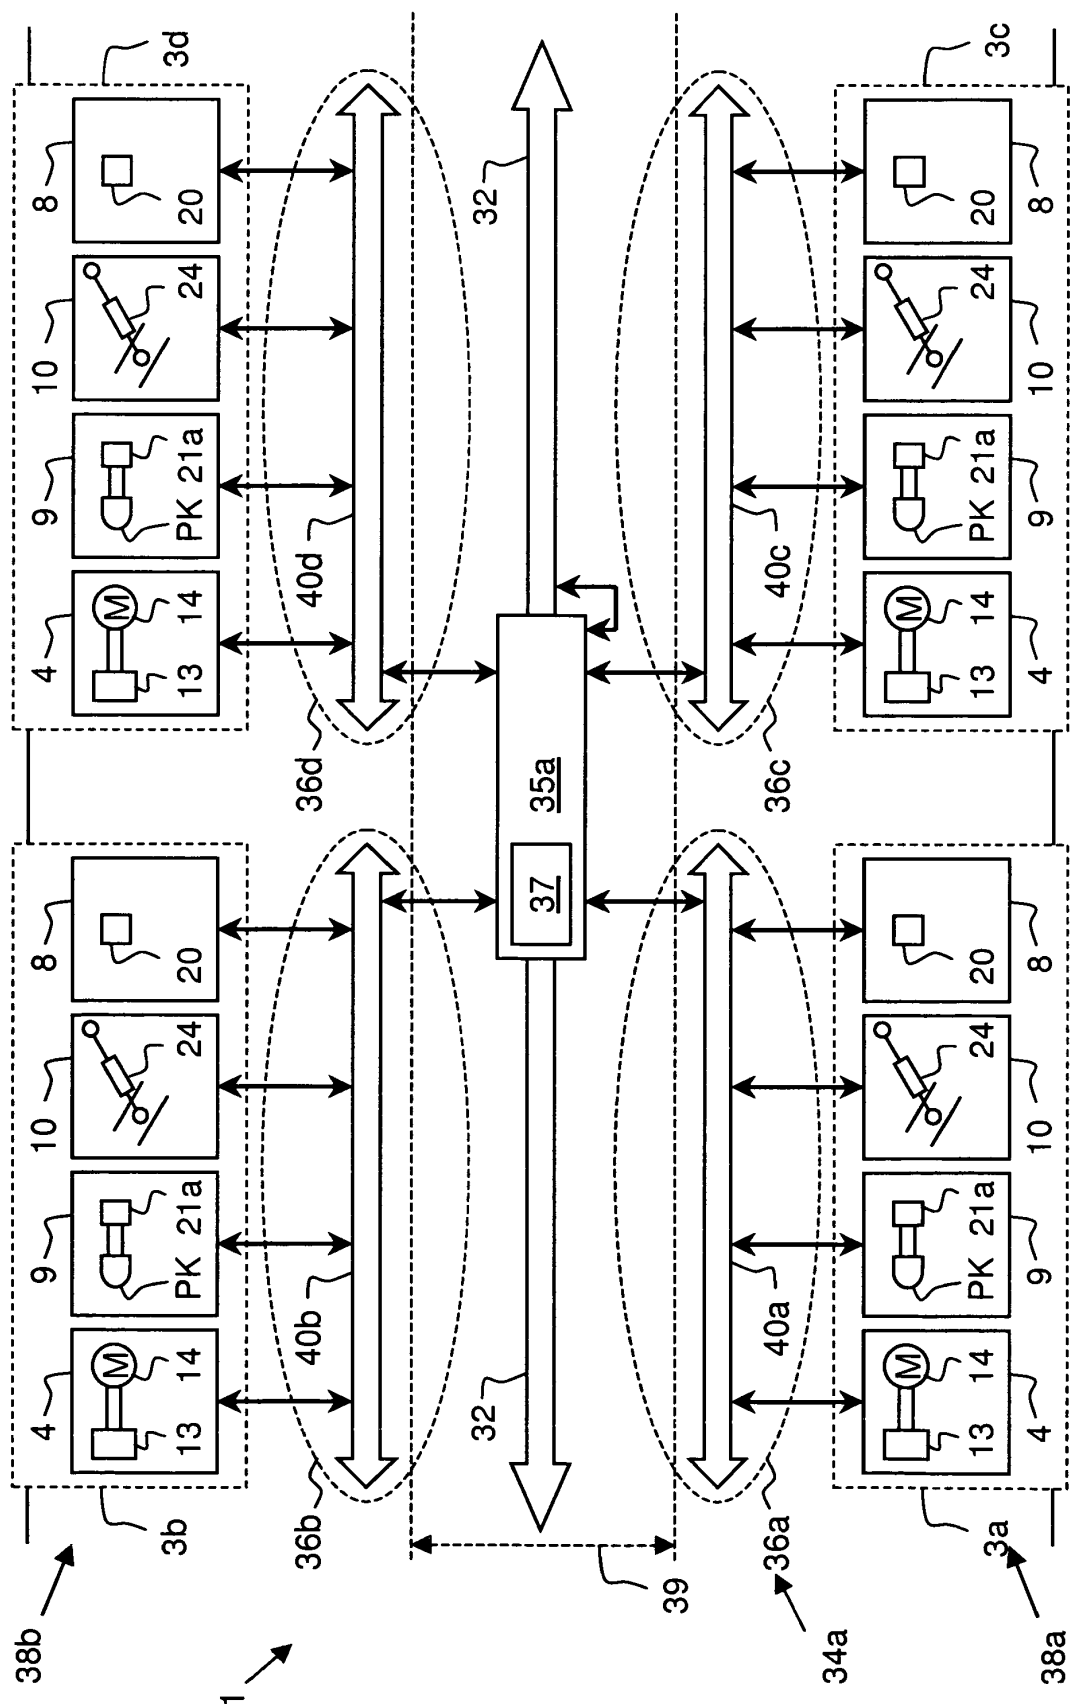 38b
4 9 10 8 4 9 10 8
M M
3b 13 14 PK 21a 24 20 13 14 PK 21a 24 20 3d
1
36b 40b 36d 40d
32 32
37 35a
39
36a 40a 36c 40c
34a
M M
3a 13 14 PK 21a 24 20 13 14 PK 21a 24 20 3c
38a 4 9 10 8 4 9 10 8